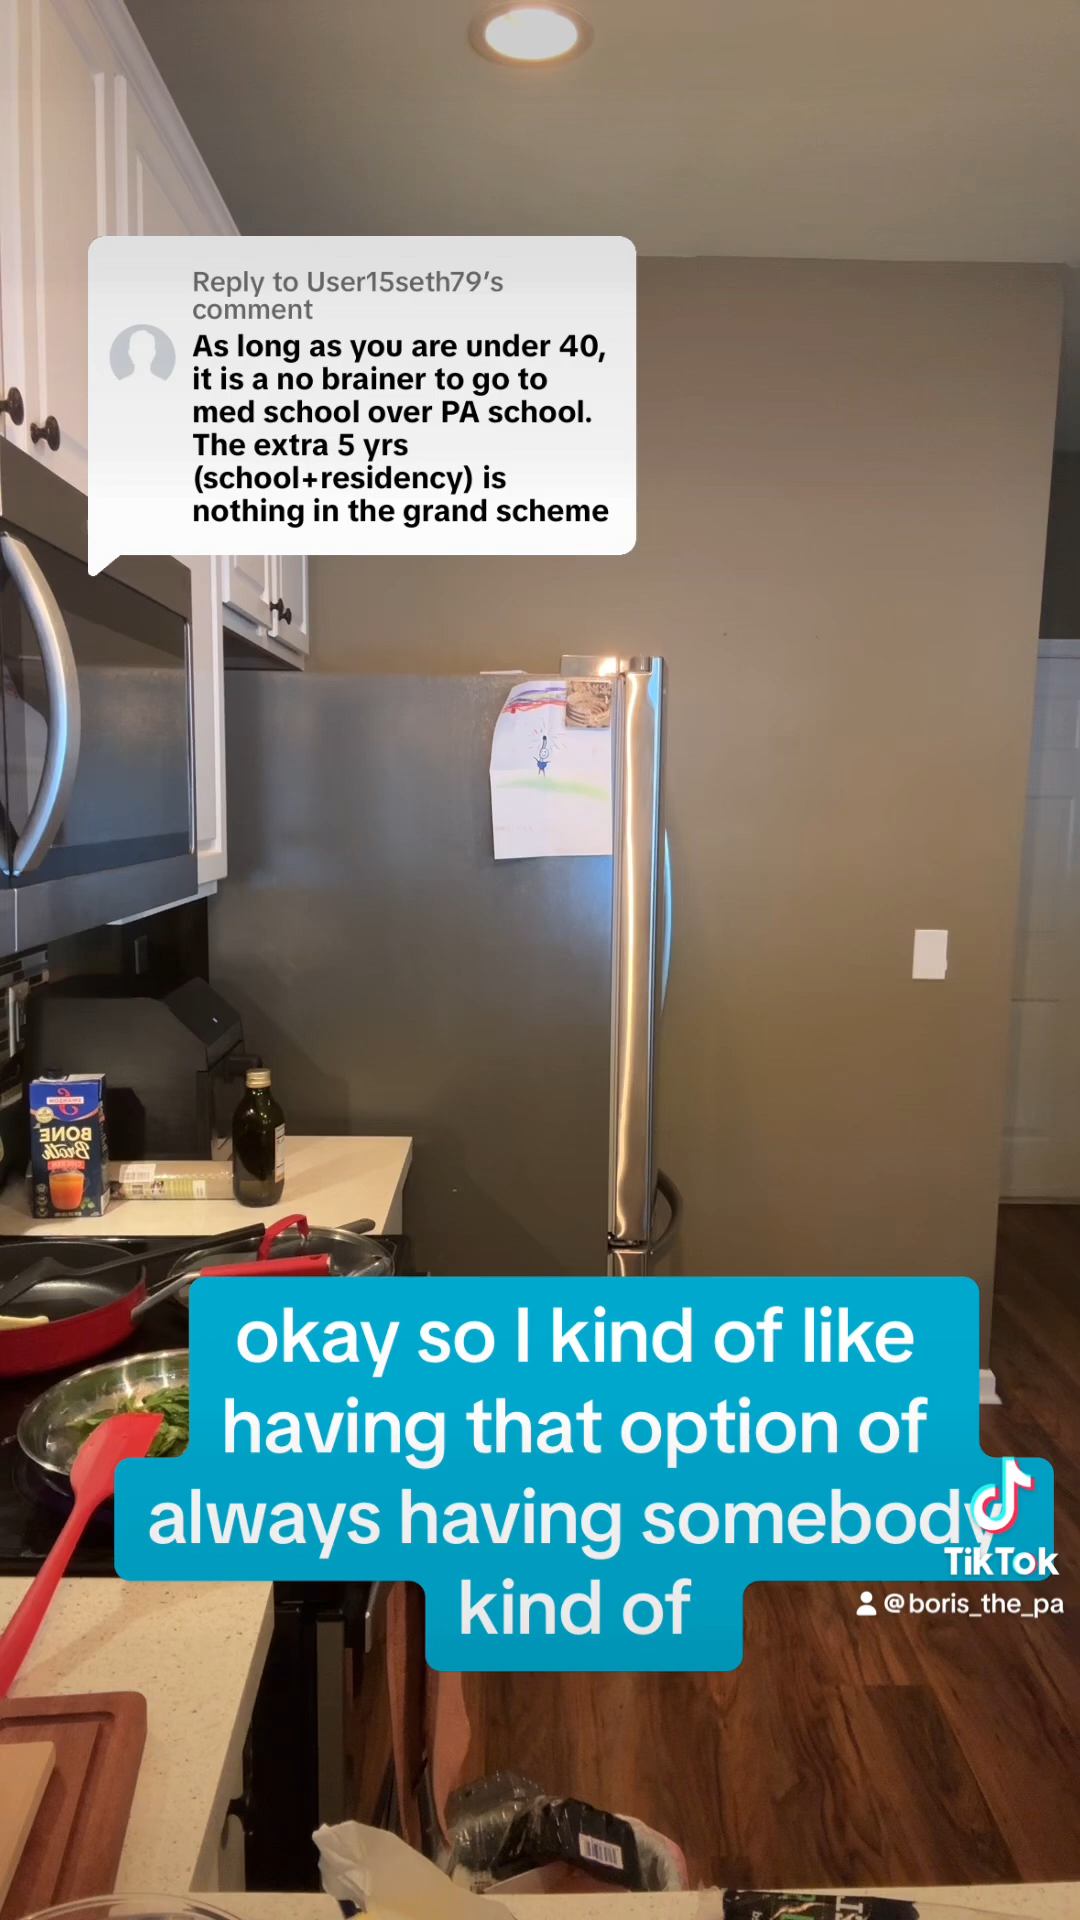 Reply to User15seth79's
comment
As long as you are under 40,
it is a no brainer to go to
med school over PA school.
The extra 5 yrs
(school+residency) is
nothing in the grand scheme
SWANSON
BONE
Broth
CHICKEN
okay so I kind of like
having that option of
always having somebody
kind of
TikTok
@boris_the_pa